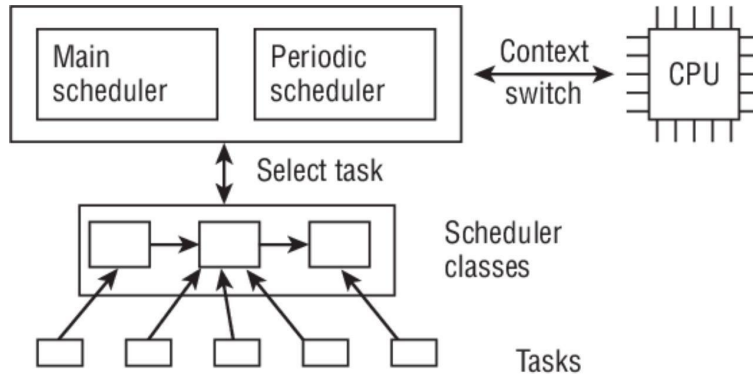 Main
scheduler
Periodic
scheduler
Context
switch
CPU
Select task
Scheduler
classes
Tasks